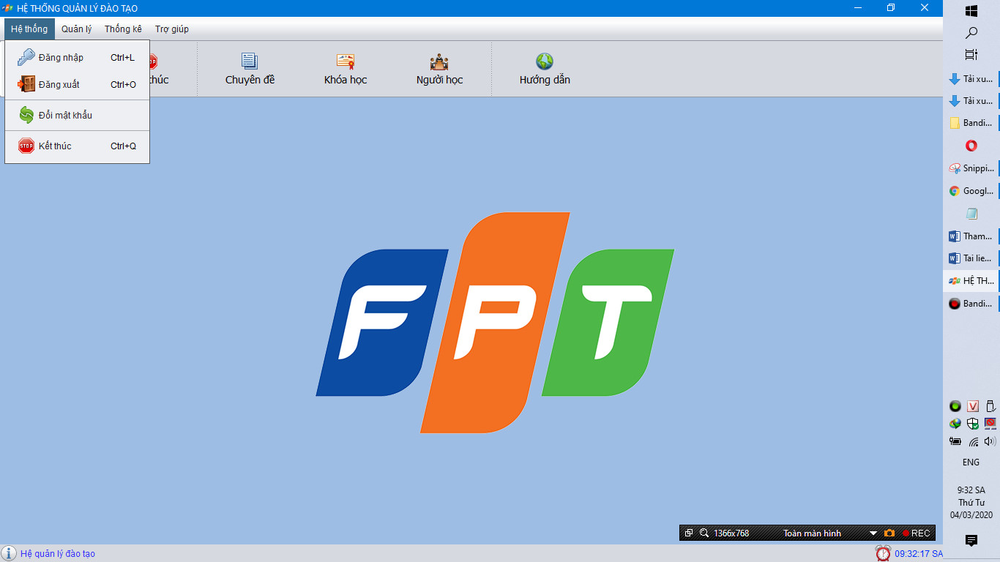 HỆ THỐNG QUẢN LÝ ĐÀO TẠO
Hệ thống Quản lý Thống kê Trợ giúp
Đăng nhập Ctrl+L
Đăng xuất Ctrl+O
Đổi mật khẩu
STOP Kết thúc Ctrl+Q
thúc Chuyên đề Khóa học Người học Hướng dẫn
FPT
1366x768 Toàn màn hình REC
Hệ quản lý đào tạo 09:32:17 SA
Tải xu...
Tải xu...
Bandi...
Snippi...
Googl...
Tham...
Tai lie...
HỆ TH...
Bandi...
ENG
9:32 SA
Thứ Tư
04/03/2020